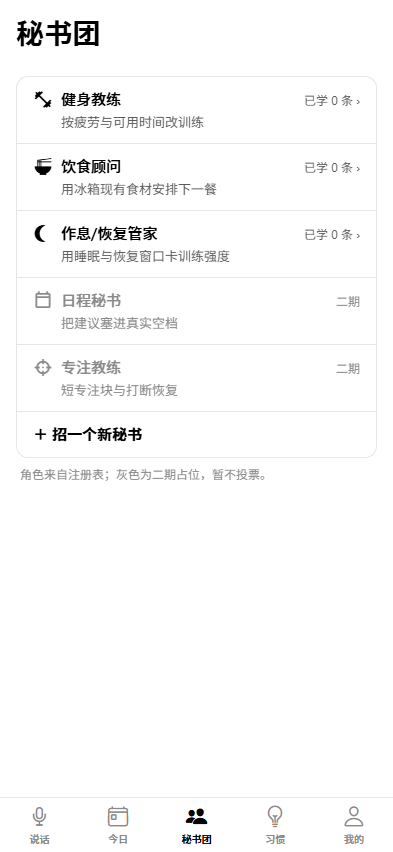 秘书团
健身教练
已学 0 条 ›
按疲劳与可用时间改训练
饮食顾问
已学 0 条 ›
用冰箱现有食材安排下一餐
作息/恢复管家
已学 0 条 ›
用睡眠与恢复窗口卡训练强度
日程秘书
二期
把建议塞进真实空档
专注教练
二期
短专注块与打断恢复
＋ 招一个新秘书
角色来自注册表；灰色为二期占位，暂不投票。
说话
今日
秘书团
习惯
我的